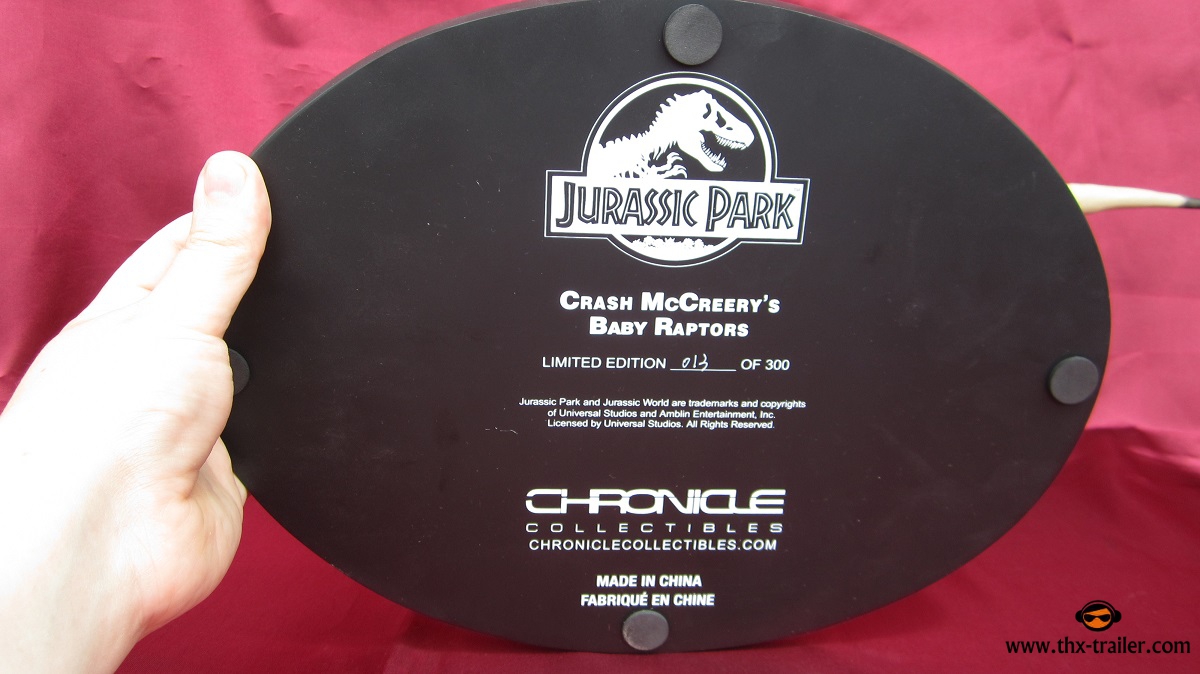 JURASSIC PARK
CRASH MCCREERY'S
BABY RAPTORS
LIMITED EDITION 013 OF 300
Jurassic Park and Jurassic World are trademarks and copyrights
of Universal Studios and Amblin Entertainment, Inc.
Licensed by Universal Studios. All Rights Reserved.
CHRONICLE
COLLECTIBLES
CHRONICLECOLLECTIBLES.COM
MADE IN CHINA
FABRIQUÉ EN CHINE
www.thx-trailer.com